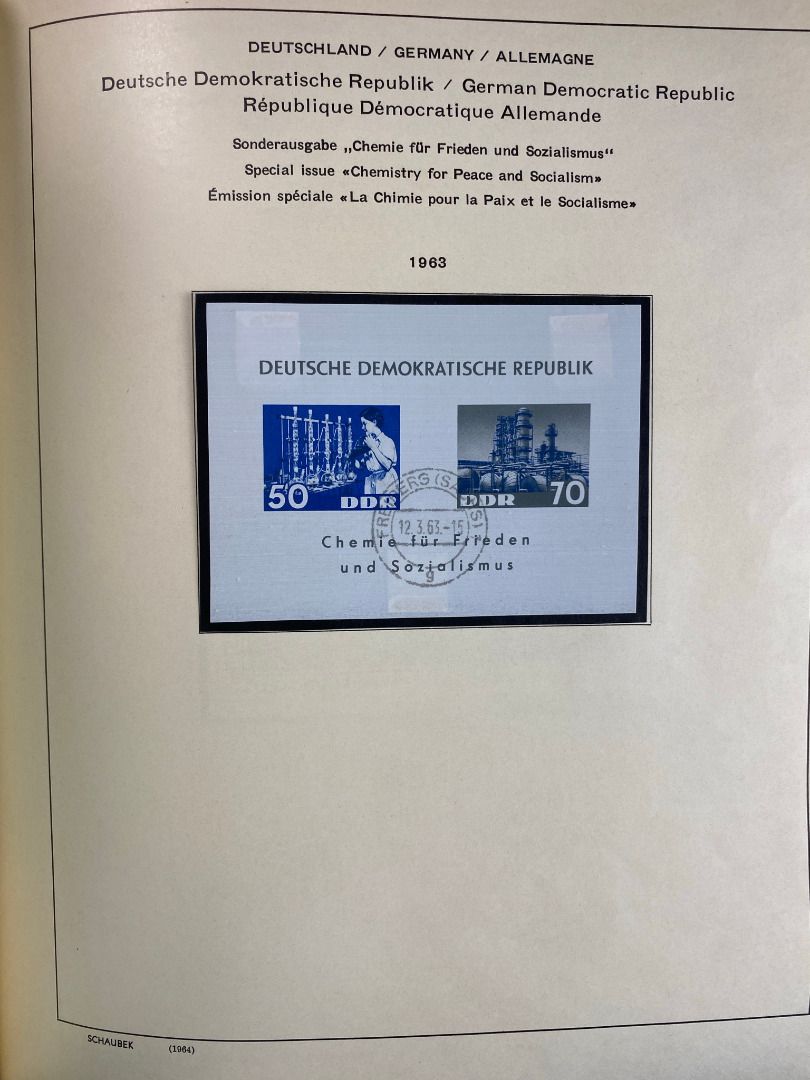 DEUTSCHLAND / GERMANY / ALLEMAGNE
Deutsche Demokratische Republik / German Democratic Republic
République Démocratique Allemande
Sonderausgabe „Chemie für Frieden und Sozialismus“
Special issue «Chemistry for Peace and Socialism»
Émission spéciale «La Chimie pour la Paix et le Socialisme»
1963
DEUTSCHE DEMOKRATISCHE REPUBLIK
50 DDR
DDR 70
12.3.63.-15
Chemie für Frieden
und Sozialismus
g
SCHAUBEK (1964)